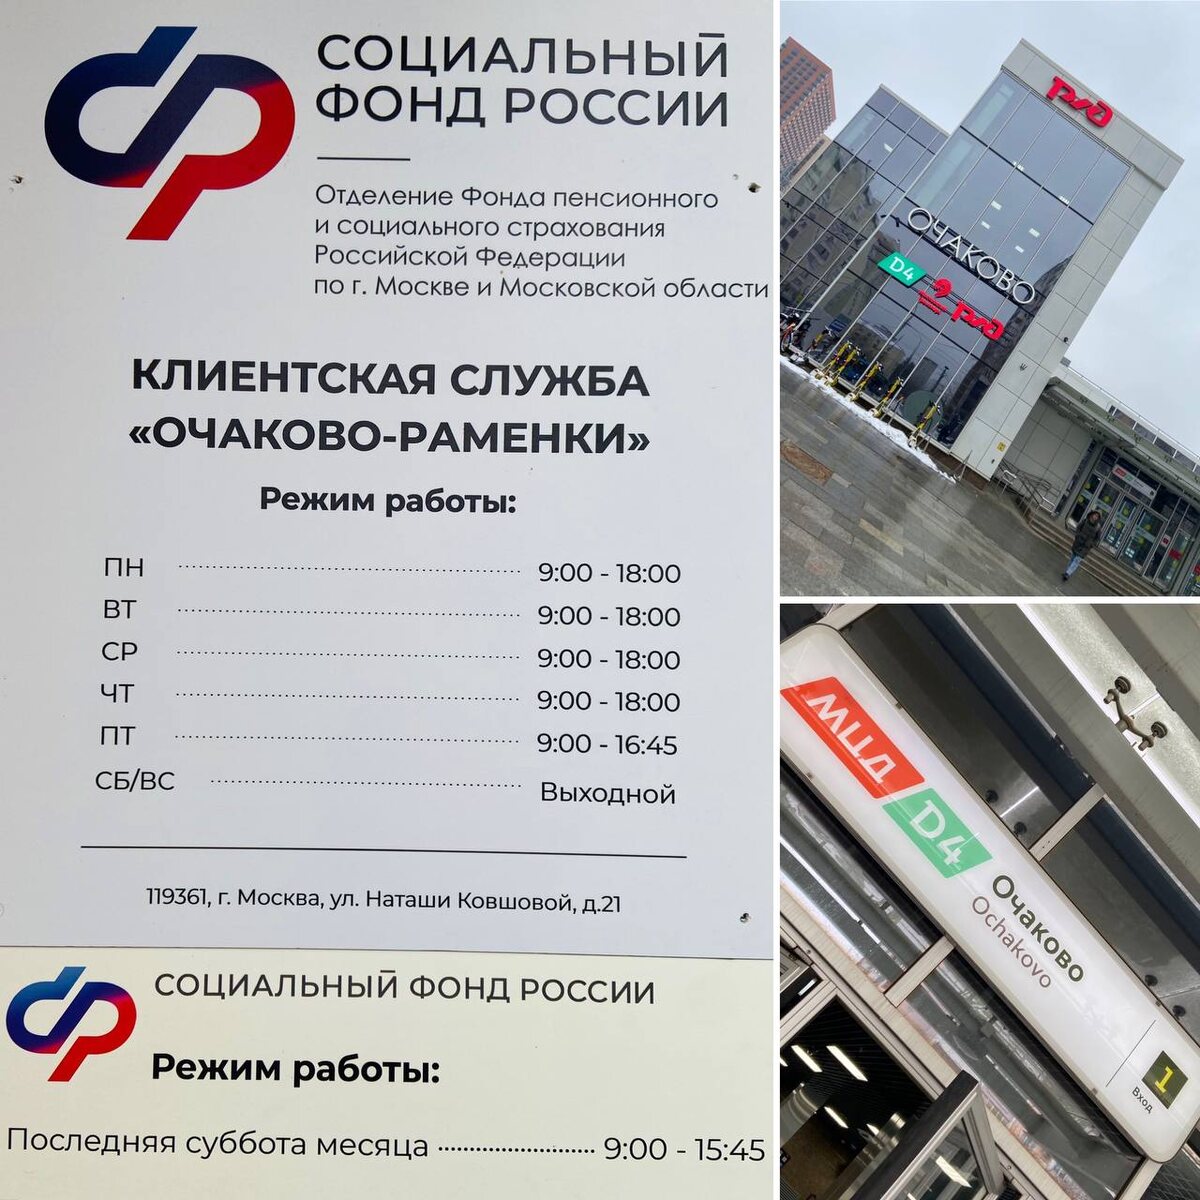 СОЦИАЛЬНЫЙ
ФОНД РОССИИ
Отделение Фонда пенсионного
и социального страхования
Российской Федерации
по г. Москве и Московской области
КЛИЕНТСКАЯ СЛУЖБА
«ОЧАКОВО-РАМЕНКИ»
Режим работы:
ПН 9:00 - 18:00
ВТ 9:00 - 18:00
СР 9:00 - 18:00
ЧТ 9:00 - 18:00
ПТ 9:00 - 16:45
СБ/ВС Выходной
119361, г. Москва, ул. Наташи Ковшовой, д.21
СОЦИАЛЬНЫЙ ФОНД РОССИИ
Режим работы:
Последняя суббота месяца 9:00 - 15:45
РЖД
ОЧАКОВО
D4
РЖД
МЦД
D4
Очаково
Ochakovo
1
Вход